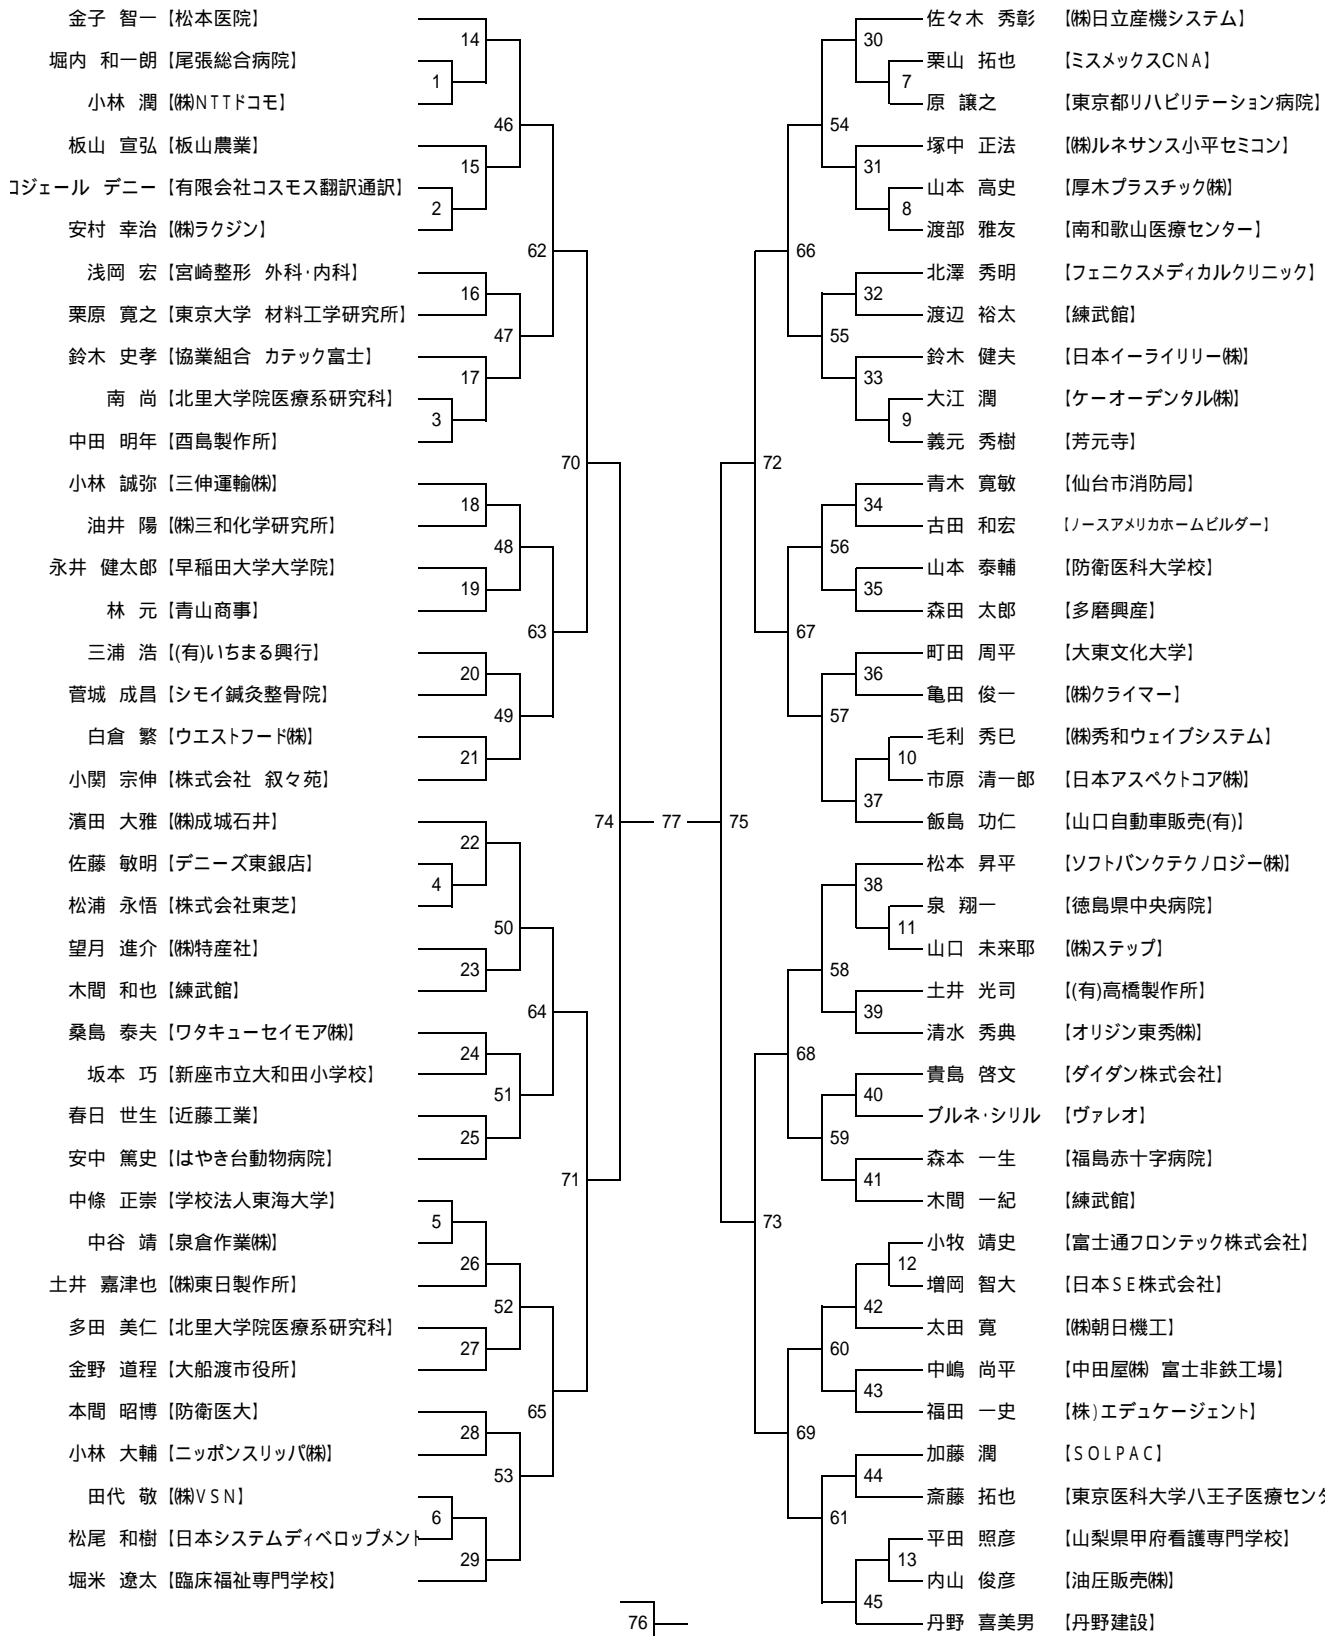 金子 智一【松本医院】
堀内 和一朗【尾張総合病院】
小林 潤【㈱NTTドコモ】
板山 宣弘【板山農業】
コジェール デニー【有限会社コスモス翻訳通訳】
安村 幸治【㈱ラクジン】
浅岡 宏【宮崎整形 外科・内科】
栗原 寛之【東京大学 材料工学研究所】
鈴木 史孝【協業組合 カテック富士】
南 尚【北里大学院医療系研究科】
中田 明年【酉島製作所】
小林 誠弥【三伸運輸㈱】
油井 陽【㈱三和化学研究所】
永井 健太郎【早稲田大学大学院】
林 元【青山商事】
三浦 浩【(有)いちまる興行】
菅城 成昌【シモイ鍼灸整骨院】
白倉 繁【ウエストフード㈱】
小関 宗伸【株式会社 叙々苑】
濱田 大雅【㈱成城石井】
佐藤 敏明【デニーズ東銀店】
松浦 永悟【株式会社東芝】
望月 進介【㈱特産社】
木間 和也【練武館】
桑島 泰夫【ワタキューセイモア㈱】
坂本 巧【新座市立大和田小学校】
春日 世生【近藤工業】
安中 篤史【はやき台動物病院】
中條 正崇【学校法人東海大学】
中谷 靖【泉倉作業㈱】
土井 嘉津也【㈱東日製作所】
多田 美仁【北里大学院医療系研究科】
金野 道程【大船渡市役所】
本間 昭博【防衛医大】
小林 大輔【ニッポンスリッパ㈱】
田代 敬【㈱VSN】
松尾 和樹【日本システムディベロップメント
堀米 遼太【臨床福祉専門学校】
14
1
46
15
2
62
16
47
17
3
70
18
48
19
63
20
49
21
74
22
4
50
23
64
24
51
25
71
5
26
52
27
65
28
53
6
29
77
76
佐々木 秀彰 【㈱日立産機システム】
栗山 拓也 【ミスメックスCNA】
原 譲之 【東京都リハビリテーション病院】
塚中 正法 【㈱ルネサンス小平セミコン】
山本 高史 【厚木プラスチック㈱】
渡部 雅友 【南和歌山医療センター】
北澤 秀明 【フェニクスメディカルクリニック】
渡辺 裕太 【練武館】
鈴木 健夫 【日本イーライリリー㈱】
大江 潤 【ケーオーデンタル㈱】
義元 秀樹 【芳元寺】
青木 寛敏 【仙台市消防局】
古田 和宏 【ノースアメリカホームビルダー】
山本 泰輔 【防衛医科大学校】
森田 太郎 【多磨興産】
町田 周平 【大東文化大学】
亀田 俊一 【㈱クライマー】
毛利 秀巳 【㈱秀和ウェイブシステム】
市原 清一郎 【日本アスペクトコア㈱】
飯島 功仁 【山口自動車販売(有)】
松本 昇平 【ソフトバンクテクノロジー㈱】
泉 翔一 【徳島県中央病院】
山口 未来耶 【㈱ステップ】
土井 光司 【(有)高橋製作所】
清水 秀典 【オリジン東秀㈱】
貴島 啓文 【ダイダン株式会社】
ブルネ・シリル 【ヴァレオ】
森本 一生 【福島赤十字病院】
木間 一紀 【練武館】
小牧 靖史 【富士通フロンテック株式会社】
増岡 智大 【日本SE株式会社】
太田 寛 【㈱朝日機工】
中嶋 尚平 【中田屋㈱ 富士非鉄工場】
福田 一史 【株)エデュケージェント】
加藤 潤 【SOLPAC】
斎藤 拓也 【東京医科大学八王子医療センタ
平田 照彦 【山梨県甲府看護専門学校】
内山 俊彦 【油圧販売㈱】
丹野 喜美男 【丹野建設】
30
7
54
31
8
66
32
55
33
9
72
34
56
35
67
36
57
10
37
75
38
11
58
39
68
40
59
41
73
12
42
60
43
69
44
61
13
45